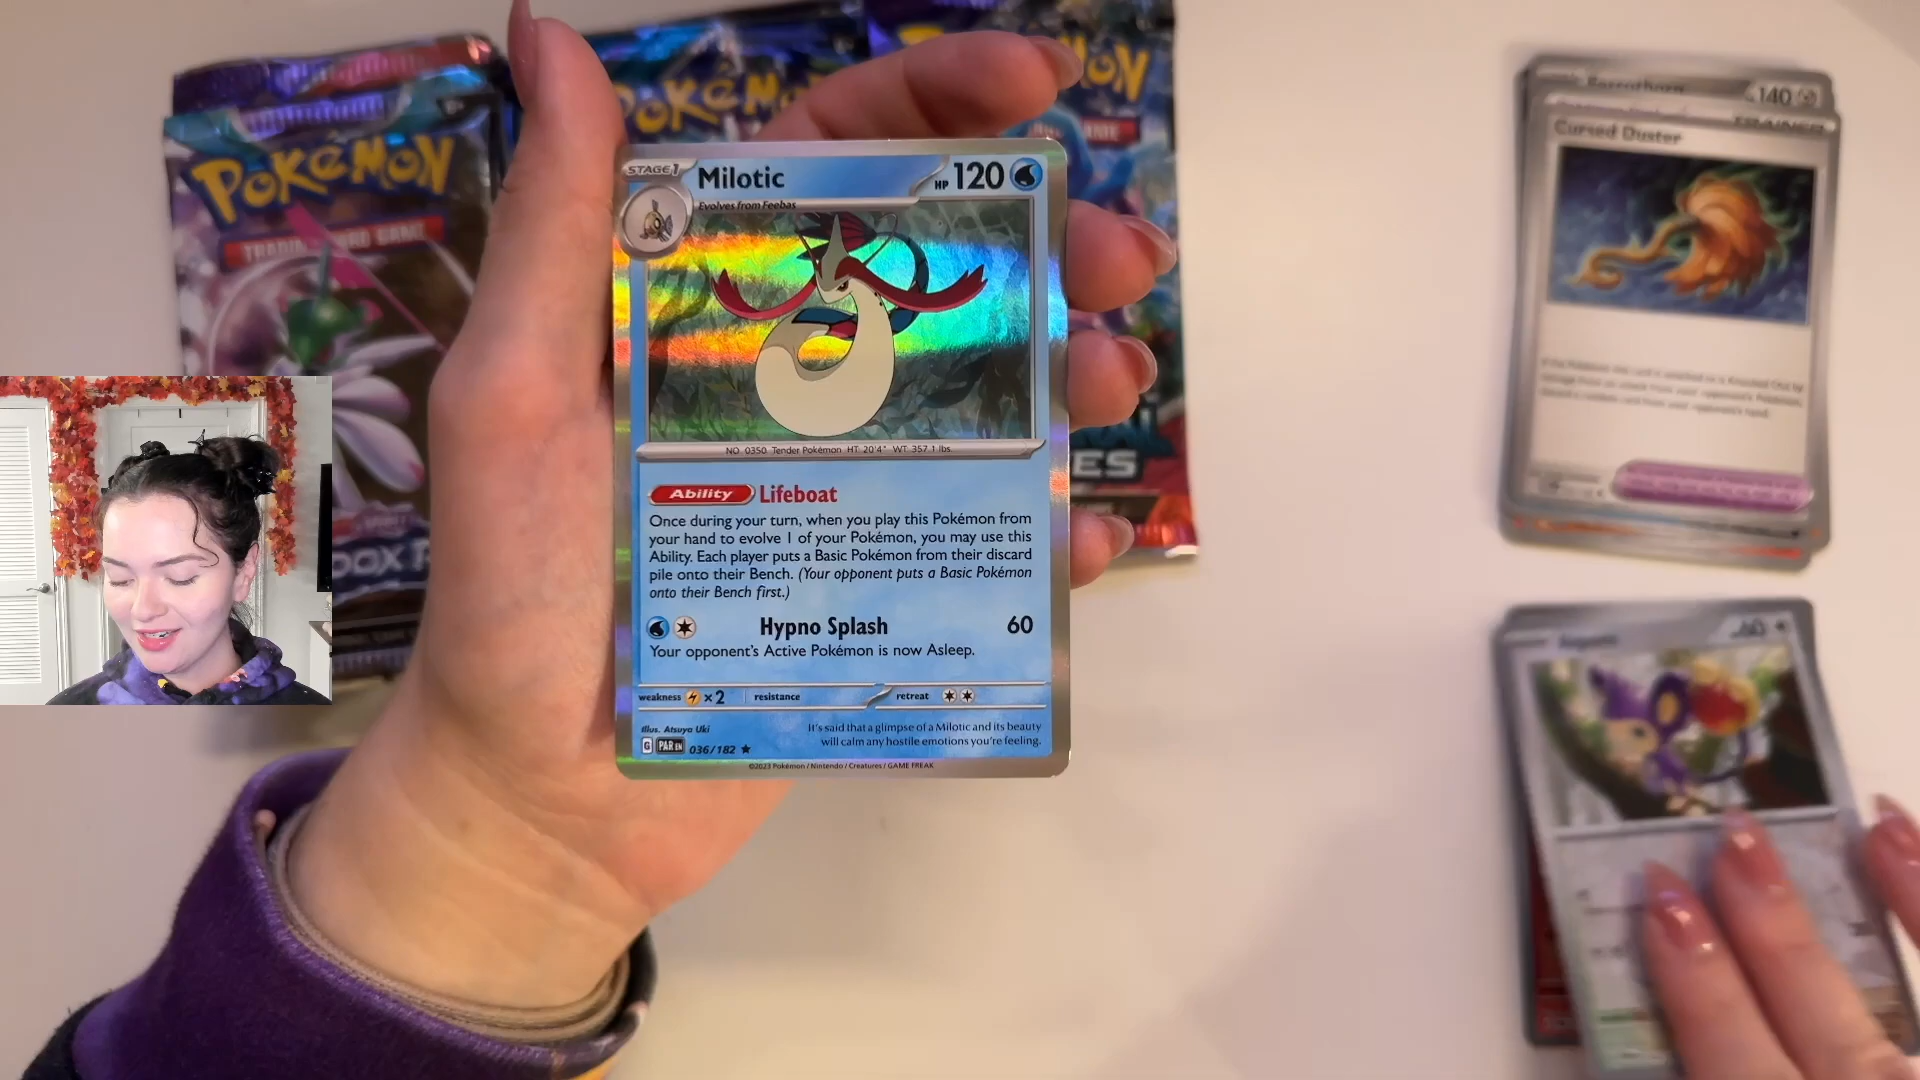 POKÉMON
TRADING CARD GAME
POKÉMON
POKÉMON
STAGE 1
Milotic
HP 120
Evolves from Feebas
NO. 0350 Tender Pokémon HT: 20'4" WT: 357.1 lbs.
Ability Lifeboat
Once during your turn, when you play this Pokémon from
your hand to evolve 1 of your Pokémon, you may use this
Ability. Each player puts a Basic Pokémon from their discard
pile onto their Bench. (Your opponent puts a Basic Pokémon
onto their Bench first.)
Hypno Splash 60
Your opponent's Active Pokémon is now Asleep.
weakness ×2 resistance retreat
Illus. Atsuya Uki
It's said that a glimpse of a Milotic and its beauty
will calm any hostile emotions you're feeling.
G PAR EN 036/182
©2023 Pokémon / Nintendo / Creatures / GAME FREAK
140
TRAINER
Cursed Duster